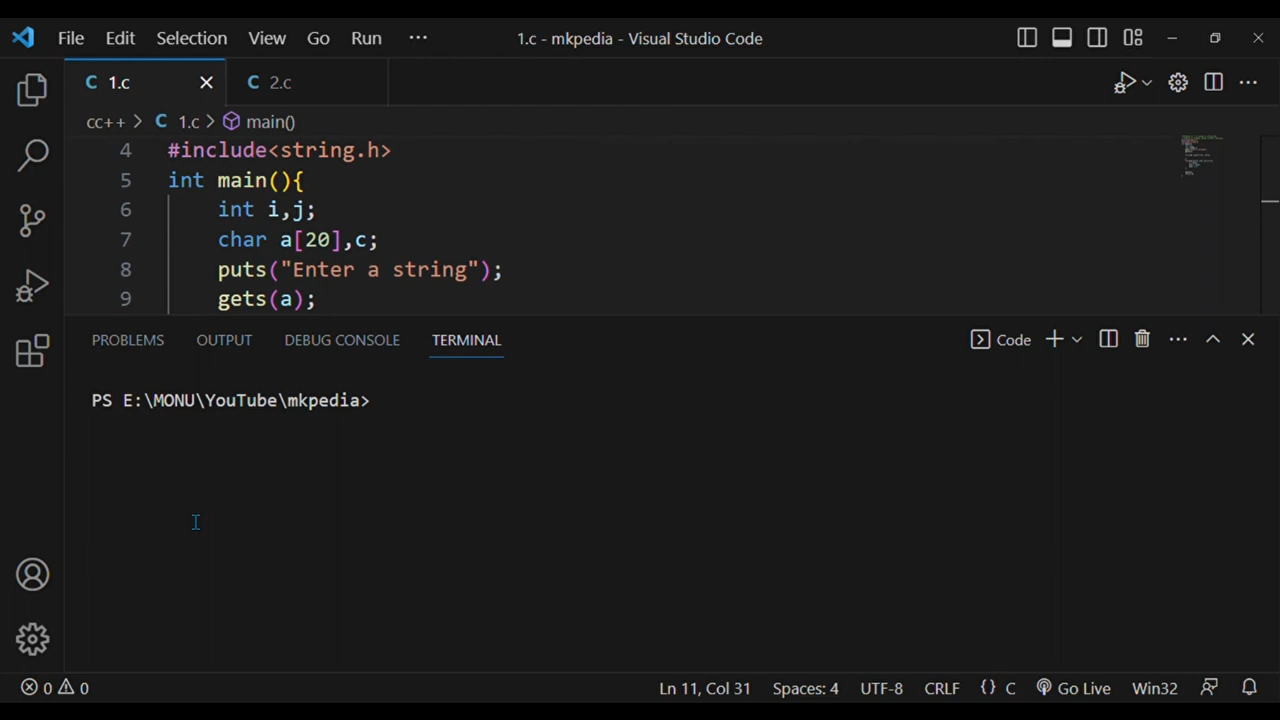 File Edit Selection View Go Run ··· 1.c - mkpedia - Visual Studio Code
C 1.c C 2.c
cc++ > C 1.c > main()
4 #include<string.h>
5 int main(){
6 int i,j;
7 char a[20],c;
8 puts("Enter a string");
9 gets(a);
PROBLEMS OUTPUT DEBUG CONSOLE TERMINAL Code
PS E:\MONU\YouTube\mkpedia>
0 0 Ln 11, Col 31 Spaces: 4 UTF-8 CRLF {} C Go Live Win32